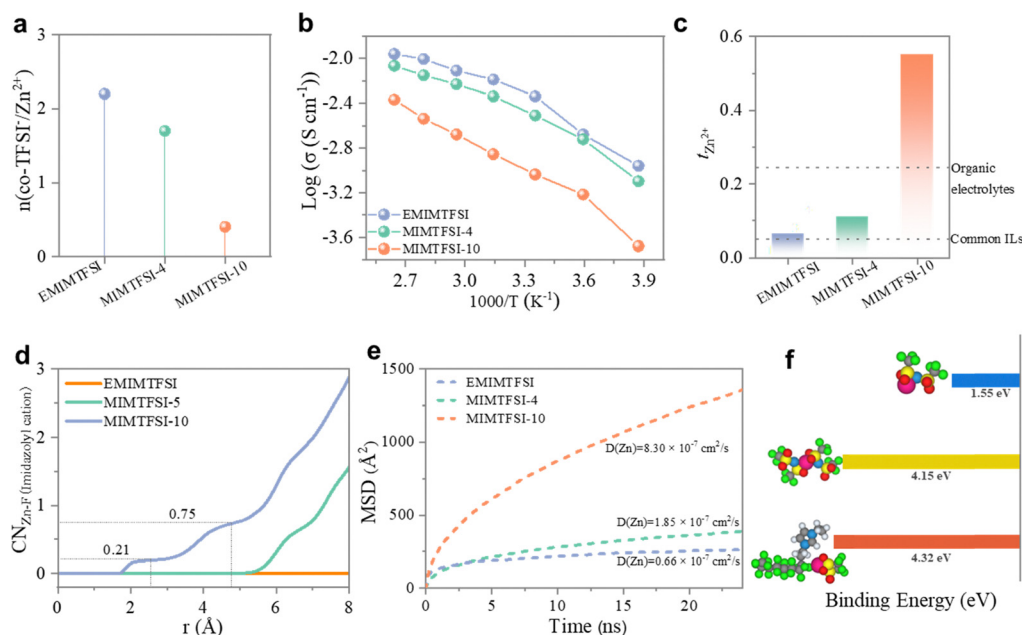 a
n(co-TFSI⁻/Zn²⁺)
3
2
1
0
EMIMTFSI
MIMTFSI-4
MIMTFSI-10
b
Log (σ (S cm⁻¹))
-2.0
-2.4
-2.8
-3.2
-3.6
EMIMTFSI
MIMTFSI-4
MIMTFSI-10
2.7 3.0 3.3 3.6 3.9
1000/T (K⁻¹)
c
t Zn²⁺
0.6
0.4
0.2
0.0
Organic
electrolytes
Common ILs
EMIMTFSI
MIMTFSI-4
MIMTFSI-10
d
CN Zn-F (Imidazolyl cation)
3
2
1
0
EMIMTFSI
MIMTFSI-5
MIMTFSI-10
0.75
0.21
0 2 4 6 8
r (Å)
e
MSD (Å²)
1500
1000
500
0
EMIMTFSI
MIMTFSI-4
MIMTFSI-10
D(Zn)=8.30 × 10⁻⁷ cm²/s
D(Zn)=1.85 × 10⁻⁷ cm²/s
D(Zn)=0.66 × 10⁻⁷ cm²/s
0 5 10 15 20
Time (ns)
f
1.55 eV
4.15 eV
4.32 eV
Binding Energy (eV)